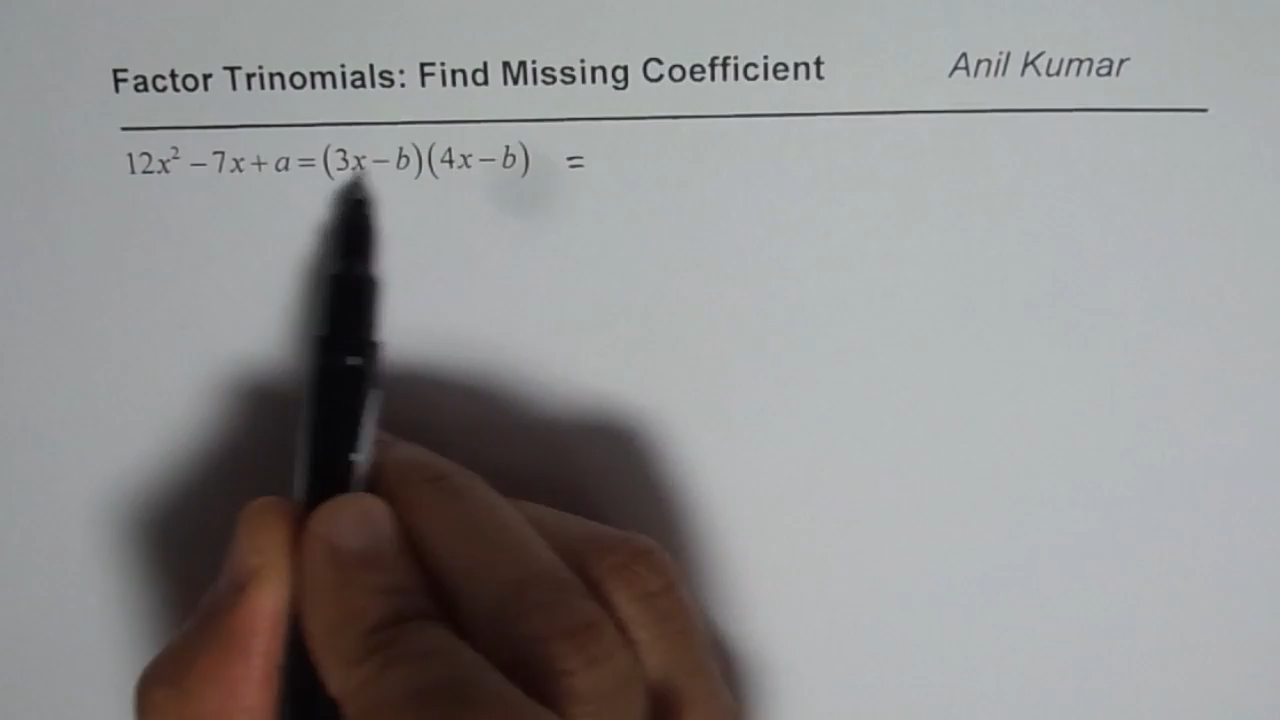 Factor Trinomials: Find Missing Coefficient Anil Kumar
12x² – 7x + a = (3x – b)(4x – b) =